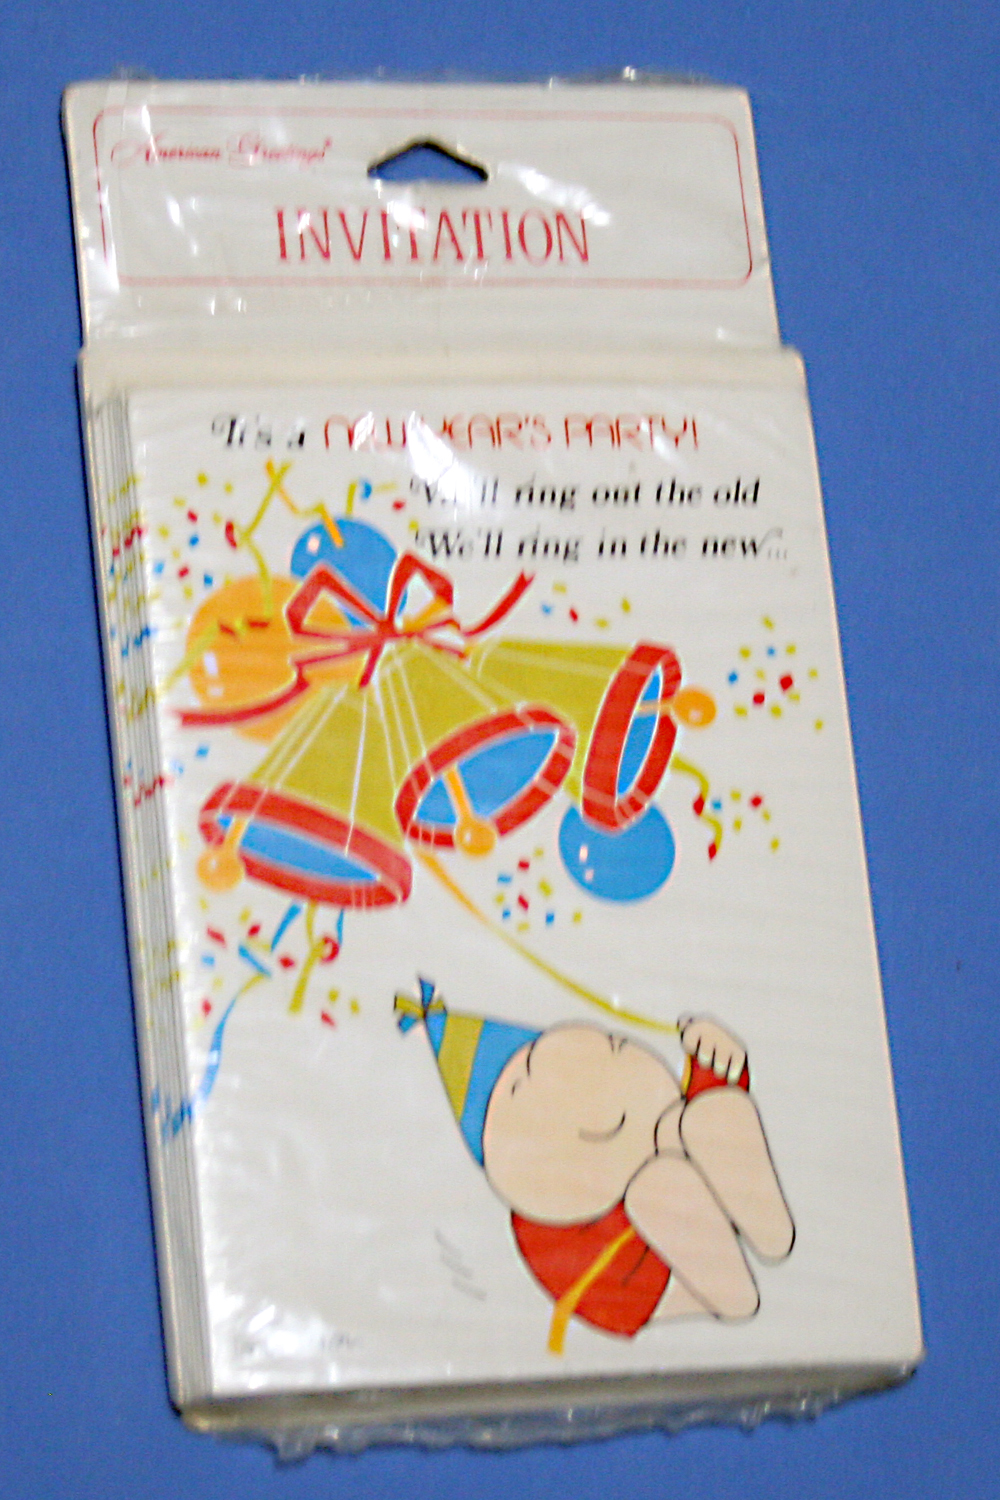 American Greetings®
INVITATION
It's a NEW YEAR'S PARTY!
We'll ring out the old
We'll ring in the new...